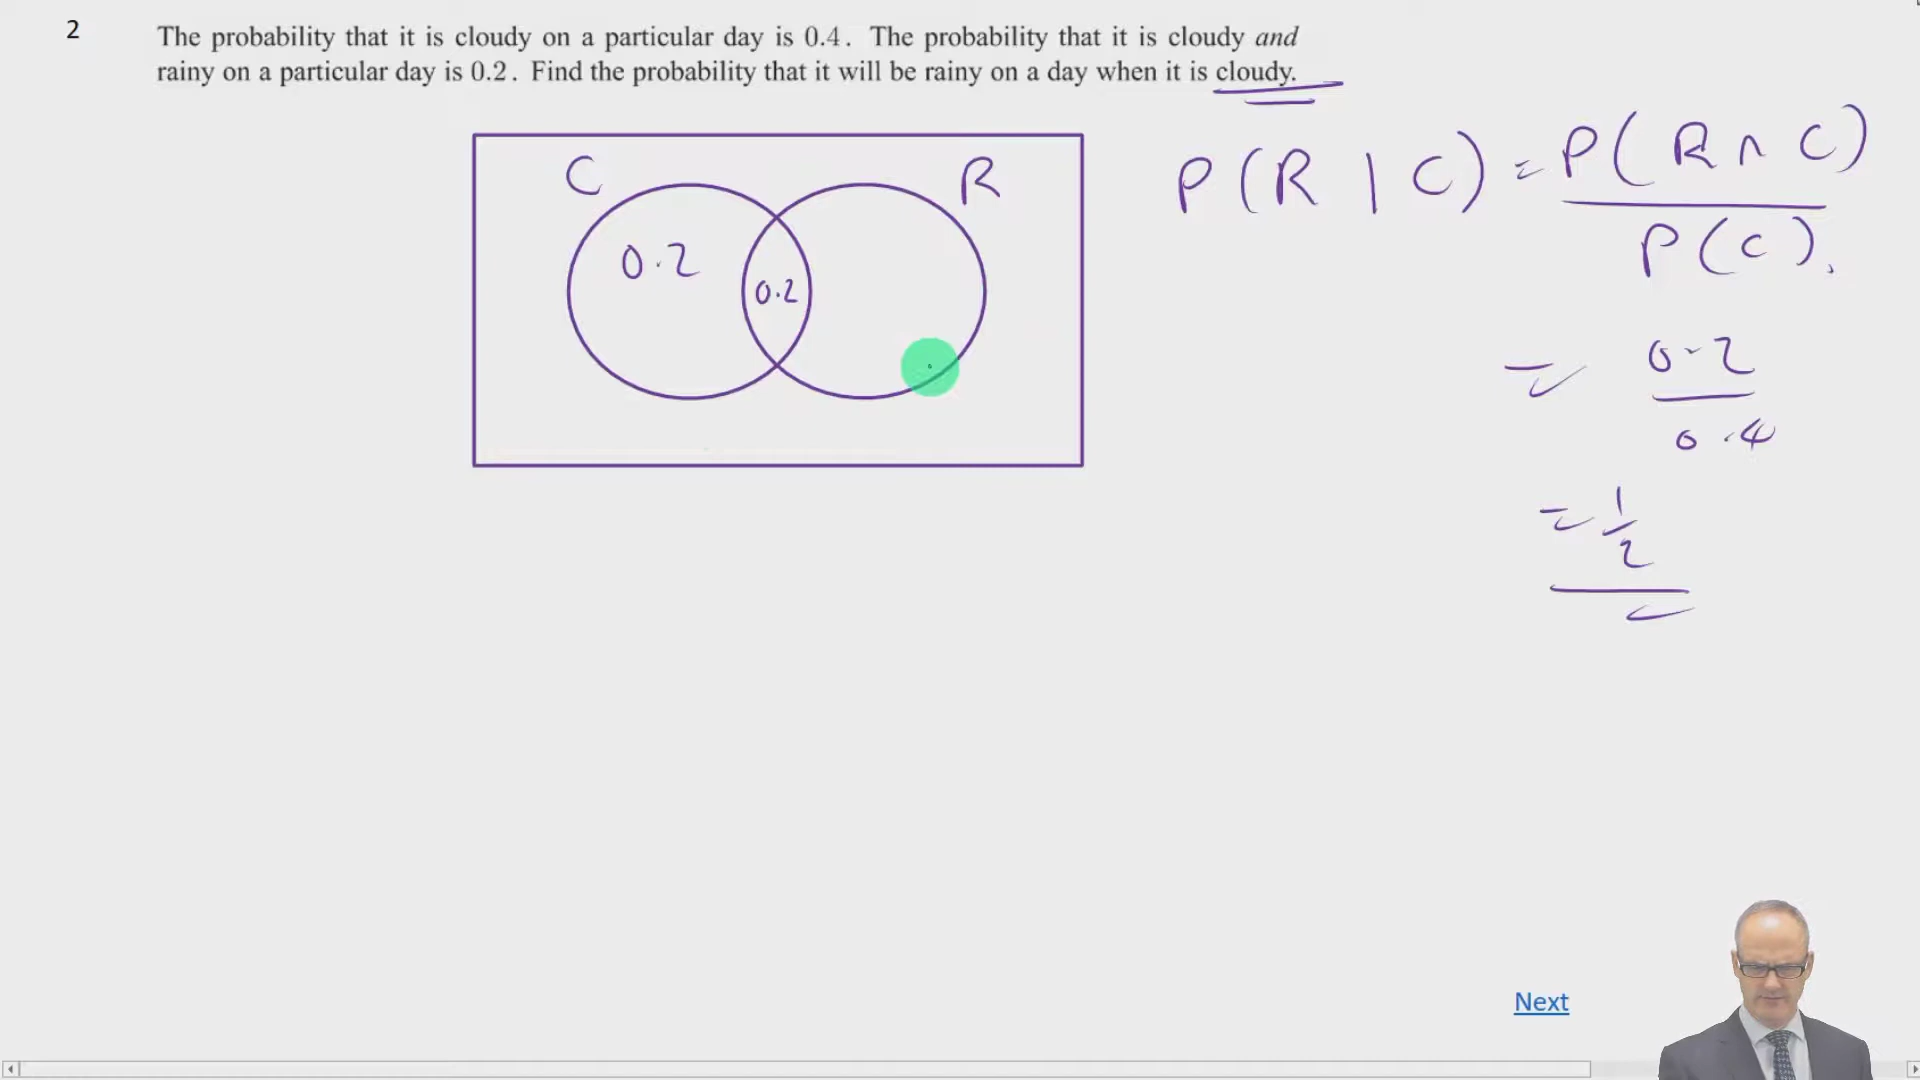 2
The probability that it is cloudy on a particular day is 0.4. The probability that it is cloudy and
rainy on a particular day is 0.2. Find the probability that it will be rainy on a day when it is cloudy.
C
R
0.2
0.2
P(R | C) = P(R ∩ C)
P(C).
= 0.2
0.4
= 1
2
Next